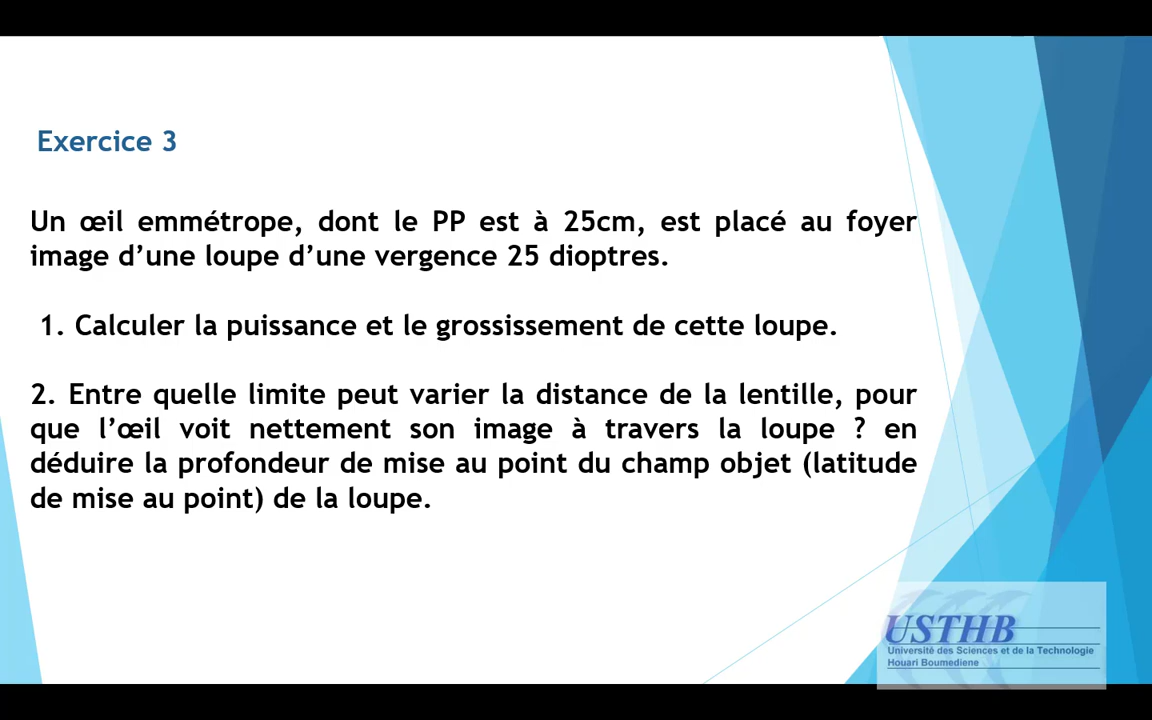 Exercice 3
Un œil emmétrope, dont le PP est à 25cm, est placé au foyer
image d’une loupe d’une vergence 25 dioptres.
1. Calculer la puissance et le grossissement de cette loupe.
2. Entre quelle limite peut varier la distance de la lentille, pour
que l’œil voit nettement son image à travers la loupe ? en
déduire la profondeur de mise au point du champ objet (latitude
de mise au point) de la loupe.
USTHB
Université des Sciences et de la Technologie
Houari Boumediene